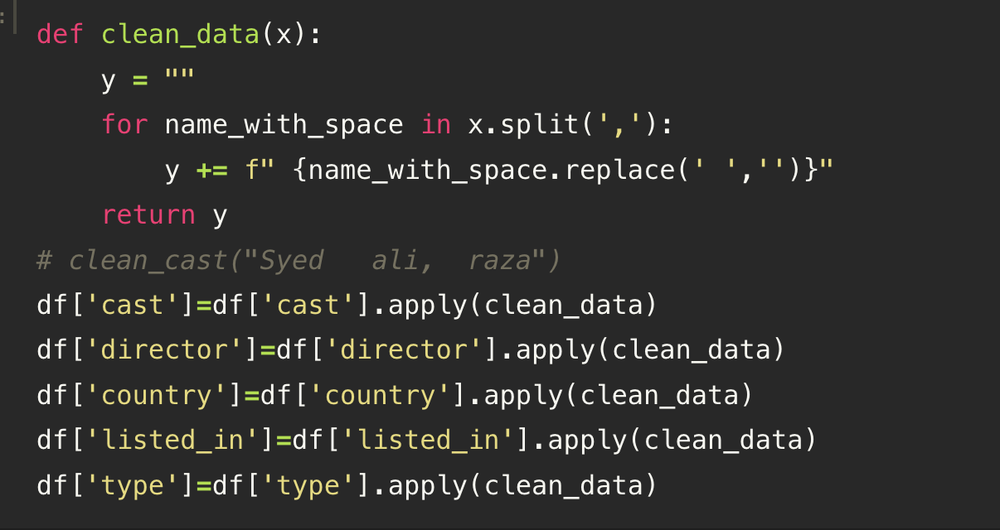 def clean_data(x):
    y = ""
    for name_with_space in x.split(','):
        y += f" {name_with_space.replace(' ','')}"
    return y
# clean_cast("Syed   ali,  raza")
df['cast']=df['cast'].apply(clean_data)
df['director']=df['director'].apply(clean_data)
df['country']=df['country'].apply(clean_data)
df['listed_in']=df['listed_in'].apply(clean_data)
df['type']=df['type'].apply(clean_data)